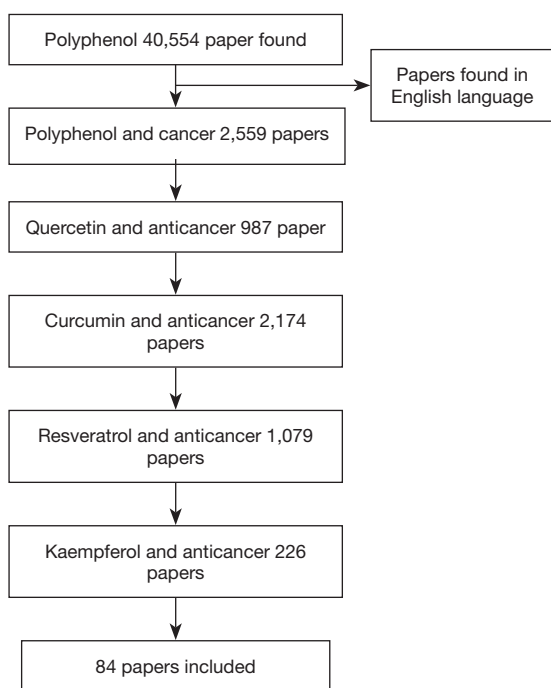 Polyphenol 40,554 paper found
Papers found in
English language
Polyphenol and cancer 2,559 papers
Quercetin and anticancer 987 paper
Curcumin and anticancer 2,174
papers
Resveratrol and anticancer 1,079
papers
Kaempferol and anticancer 226
papers
84 papers included